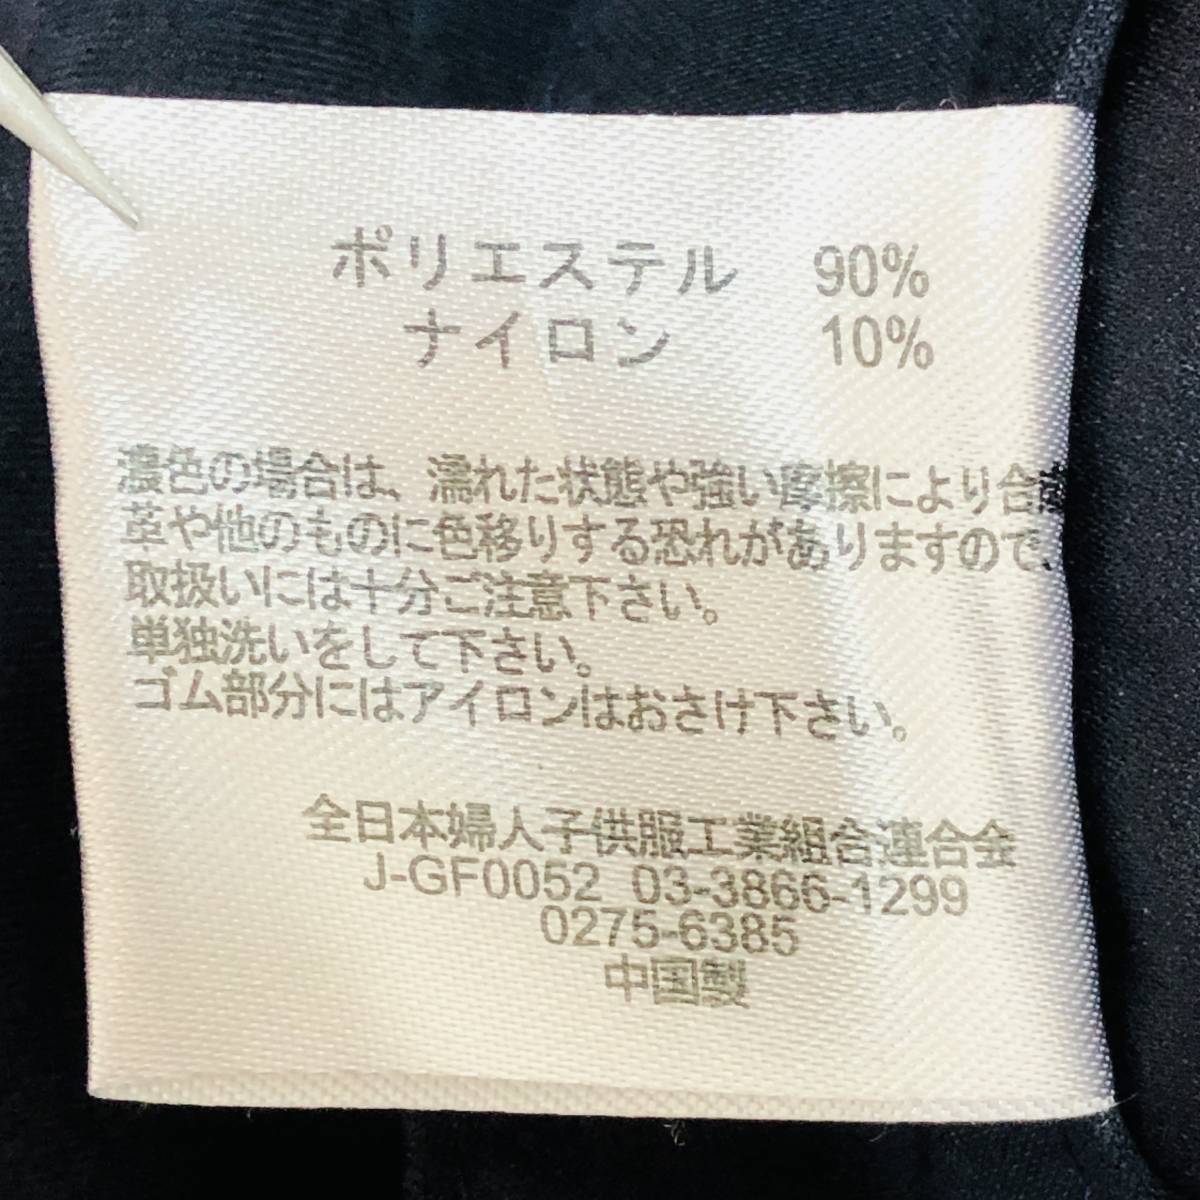 ポリエステル 90%
ナイロン 10%
濃色の場合は、濡れた状態や強い摩擦により合成
革や他のものに色移りする恐れがありますので、
取扱いには十分ご注意下さい。
単独洗いをして下さい。
ゴム部分にはアイロンはおさけ下さい。
全日本婦人子供服工業組合連合会
J-GF0052 03-3866-1299
0275-6385
中国製